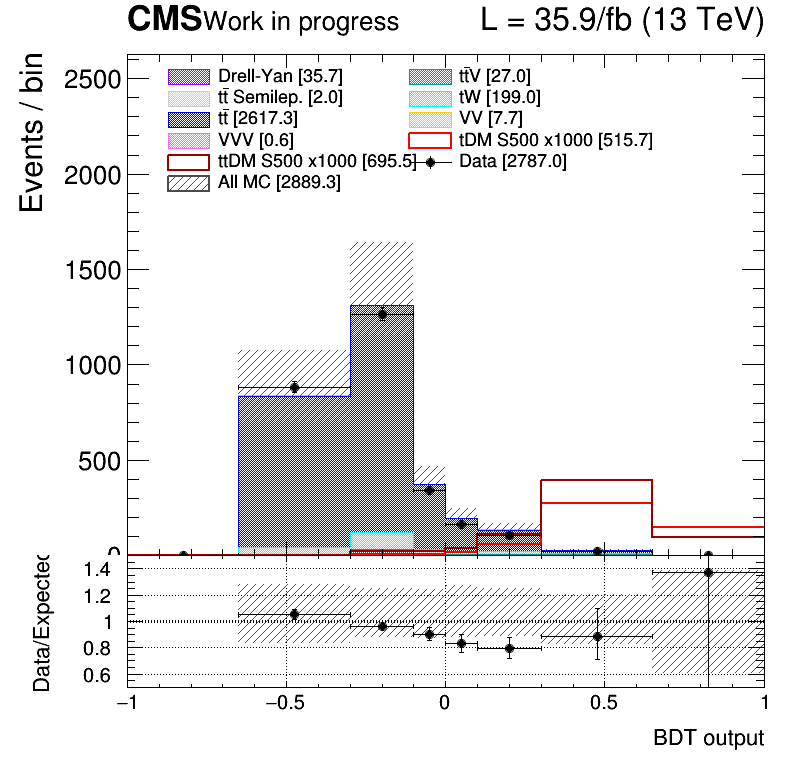 CMS Work in progress L = 35.9/fb (13 TeV)
Events / bin
2500
2000
1500
1000
500
0
Drell-Yan [35.7]
tt̄V [27.0]
tt̄ Semilep. [2.0]
tW [199.0]
tt̄ [2617.3]
VV [7.7]
VVV [0.6]
tDM S500 x1000 [515.7]
ttDM S500 x1000 [695.5]
Data [2787.0]
All MC [2889.3]
Data/Expected
1.4
1.2
1
0.8
0.6
−1 −0.5 0 0.5 1
BDT output